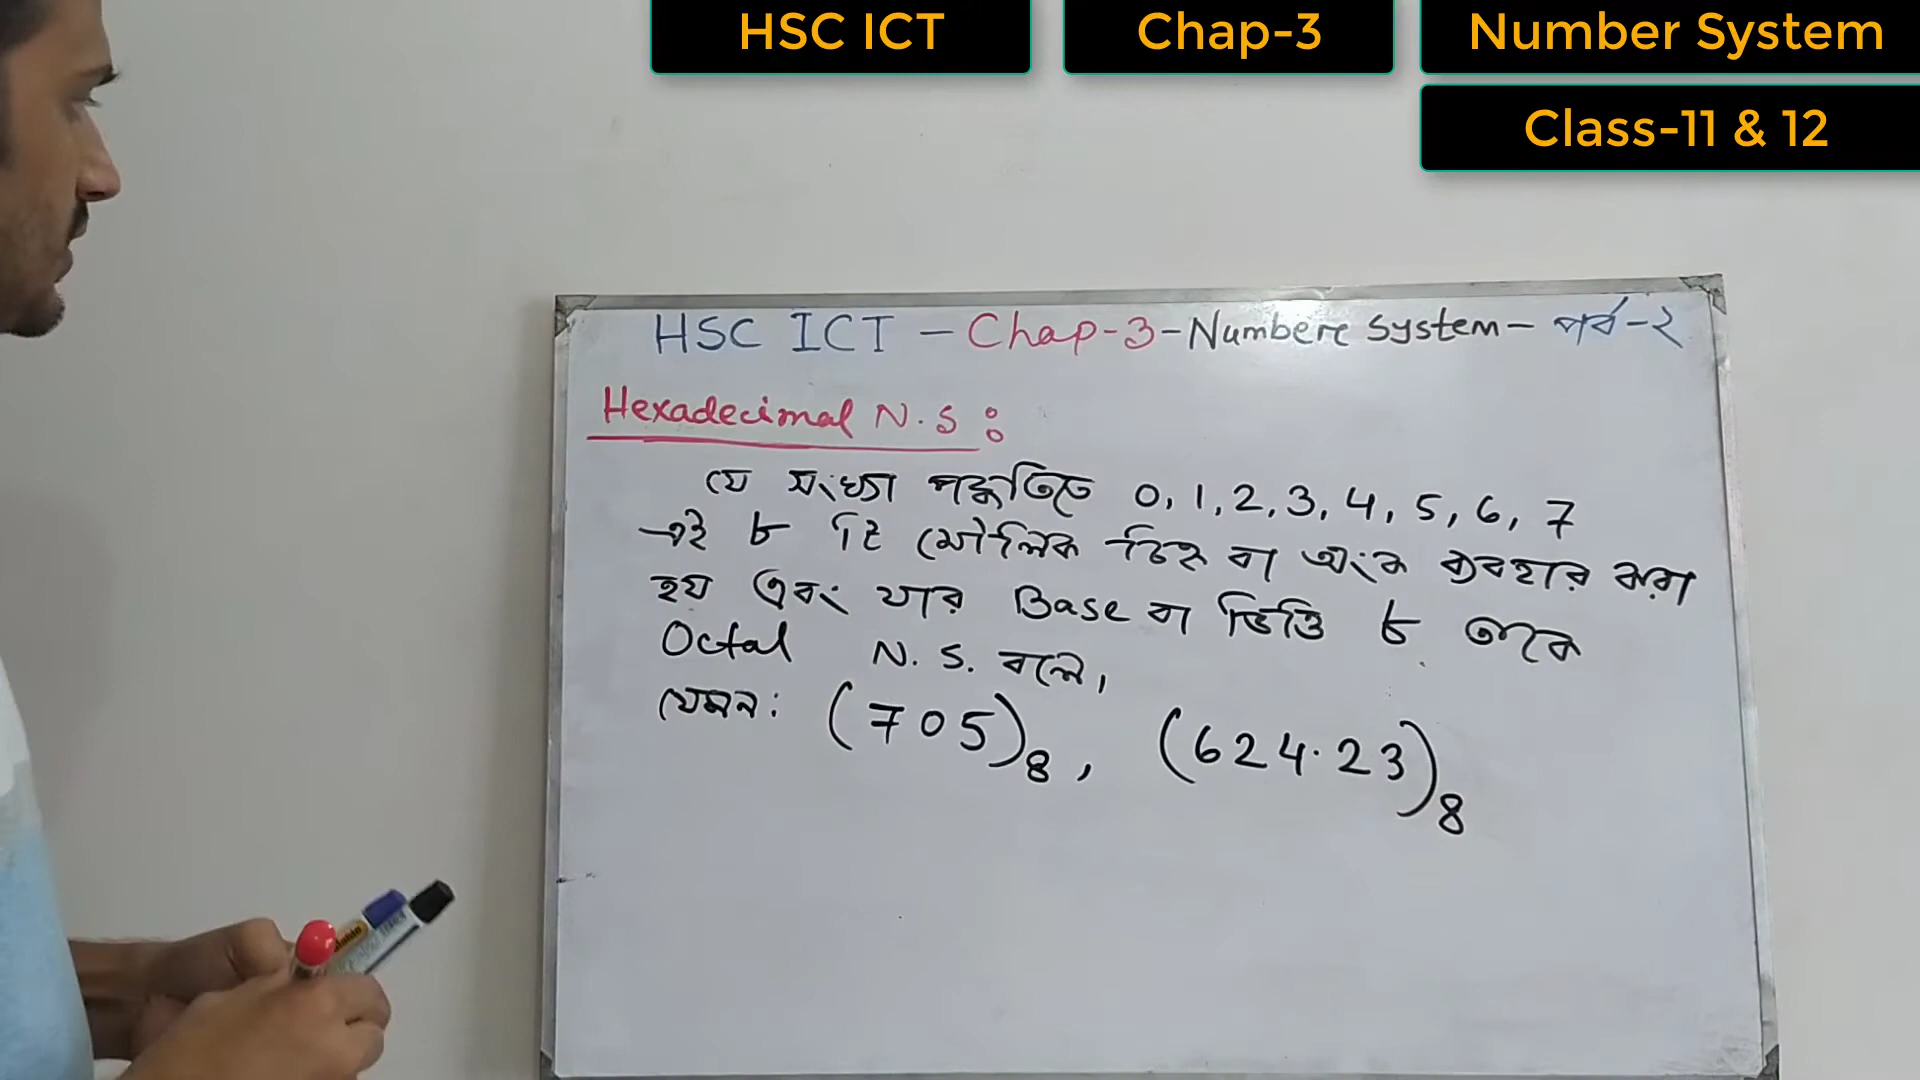 HSC ICT
Chap-3
Number System
Class-11 & 12
HSC ICT - Chap-3-Numbere System- পর্ব-২
Hexadecimal N.S :
যে সংখ্যা পদ্ধতিতে 0, 1, 2, 3, 4, 5, 6, 7
এই ৮ টি মৌলিক চিহ্ন বা অংক ব্যবহার করা
হয় এবং যার Base বা ভিত্তি ৮ তাকে
Octal N.S. বলে,
যেমন: (705)₈, (624.23)₈